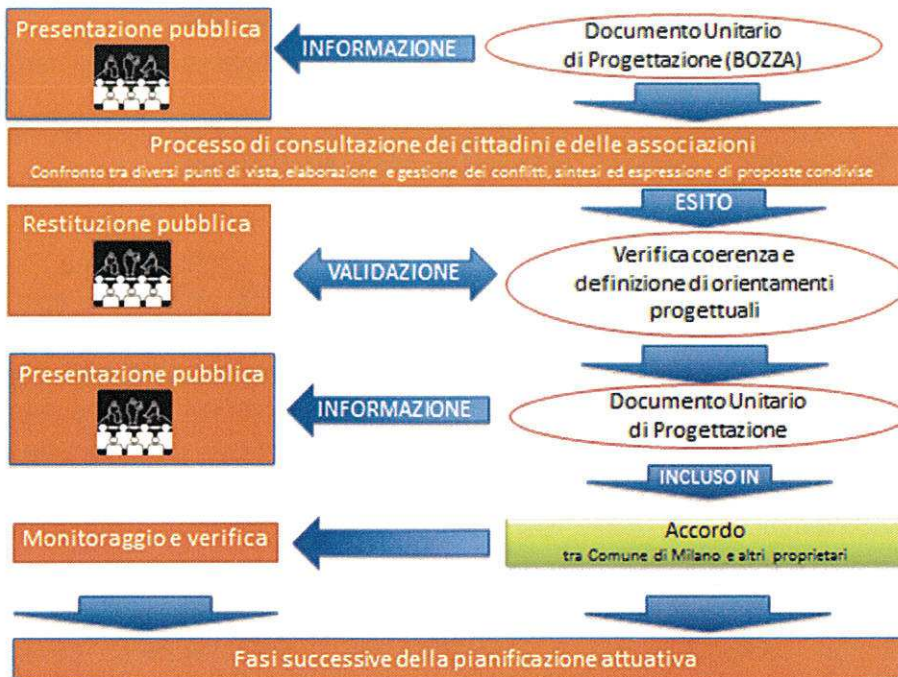 Presentazione pubblica
INFORMAZIONE
Documento Unitario
di Progettazione (BOZZA)
Processo di consultazione dei cittadini e delle associazioni
Confronto tra diversi punti di vista, elaborazione e gestione dei conflitti, sintesi ed espressione di proposte condivise
ESITO
Restituzione pubblica
VALIDAZIONE
Verifica coerenza e
definizione di orientamenti
progettuali
Presentazione pubblica
INFORMAZIONE
Documento Unitario
di Progettazione
INCLUSO IN
Monitoraggio e verifica
Accordo
tra Comune di Milano e altri proprietari
Fasi successive della pianificazione attuativa